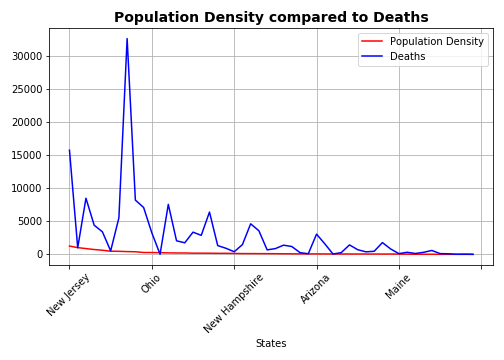 Population Density compared to Deaths
Population Density
Deaths
30000
25000
20000
15000
10000
5000
0
New Jersey
Ohio
New Hampshire
Arizona
Maine
States